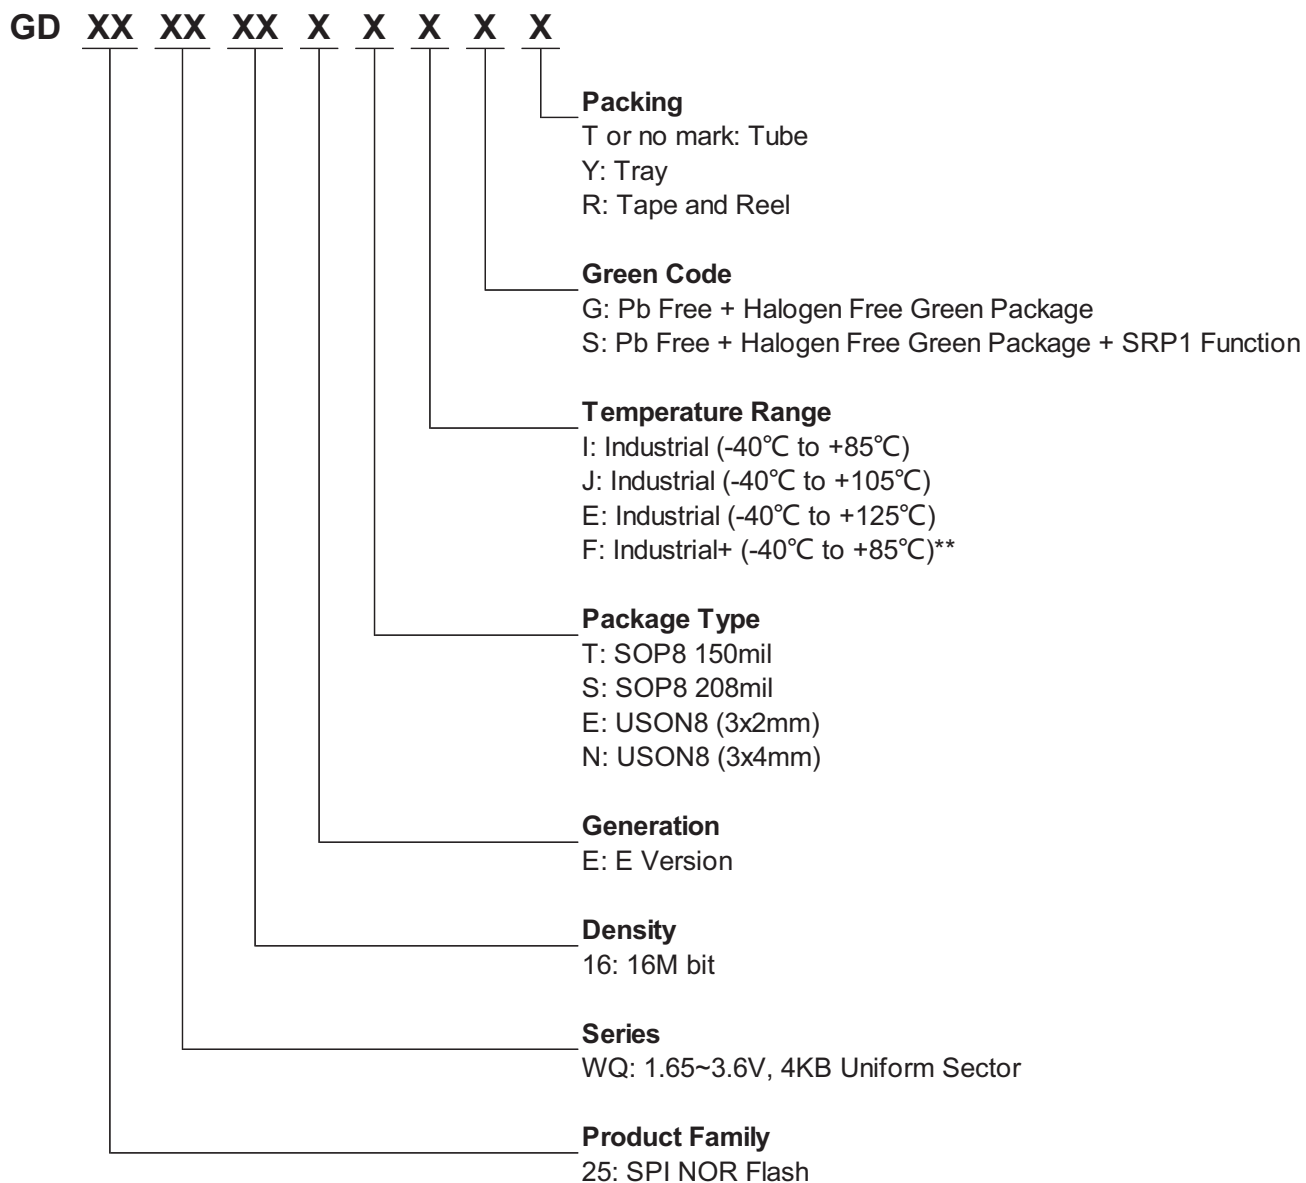 GD XX XX XX X X X X X
Packing
T or no mark: Tube
Y: Tray
R: Tape and Reel
Green Code
G: Pb Free + Halogen Free Green Package
S: Pb Free + Halogen Free Green Package + SRP1 Function
Temperature Range
I: Industrial (-40℃ to +85℃)
J: Industrial (-40℃ to +105℃)
E: Industrial (-40℃ to +125℃)
F: Industrial+ (-40℃ to +85℃)**
Package Type
T: SOP8 150mil
S: SOP8 208mil
E: USON8 (3x2mm)
N: USON8 (3x4mm)
Generation
E: E Version
Density
16: 16M bit
Series
WQ: 1.65~3.6V, 4KB Uniform Sector
Product Family
25: SPI NOR Flash